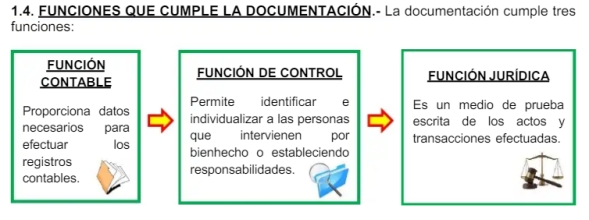 1.4. FUNCIONES QUE CUMPLE LA DOCUMENTACIÓN.- La documentación cumple tres
funciones:
FUNCIÓN
CONTABLE
Proporciona datos
necesarios para
efectuar los
registros
contables.
FUNCIÓN DE CONTROL
Permite identificar e
individualizar a las personas
que intervienen por
bienhecho o estableciendo
responsabilidades.
FUNCIÓN JURÍDICA
Es un medio de prueba
escrita de los actos y
transacciones efectuadas.